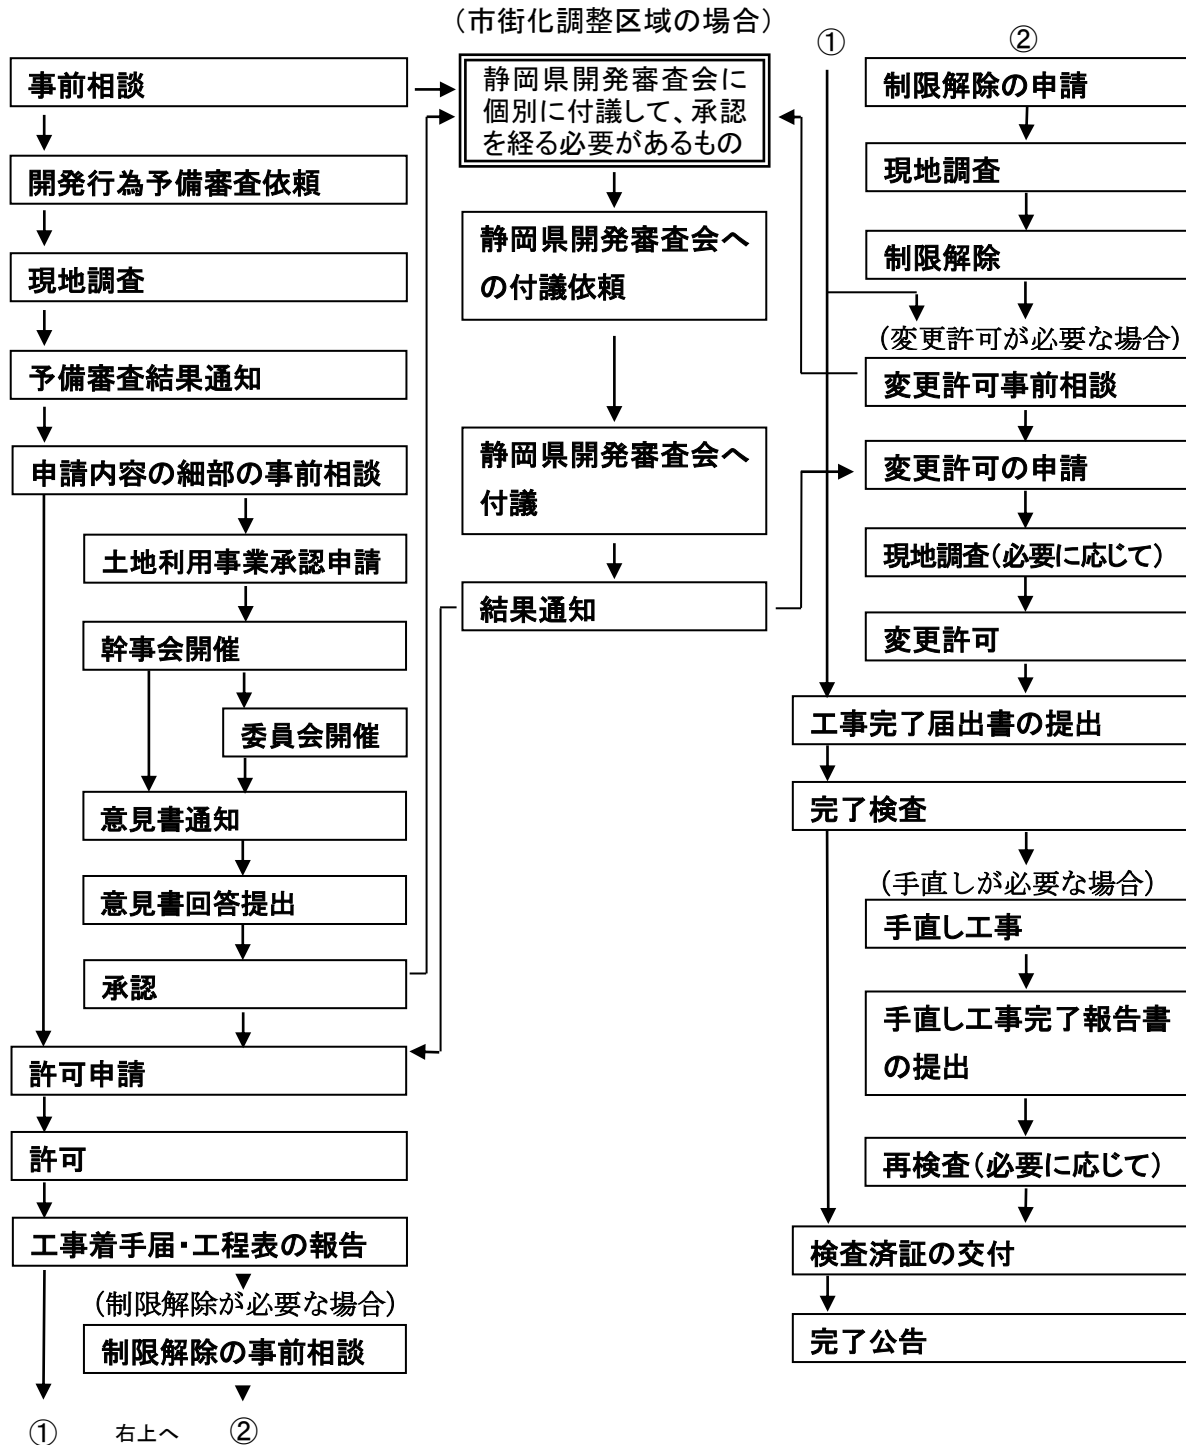 事前相談
開発行為予備審査依頼
現地調査
予備審査結果通知
申請内容の細部の事前相談
土地利用事業承認申請
幹事会開催
委員会開催
意見書通知
意見書回答提出
承認
許可申請
許可
工事着手届・工程表の報告
(制限解除が必要な場合)
制限解除の事前相談
① 右上へ ②
(市街化調整区域の場合)
静岡県開発審査会に
個別に付議して、承認
を経る必要があるもの
静岡県開発審査会へ
の付議依頼
静岡県開発審査会へ
付議
結果通知
① ②
制限解除の申請
現地調査
制限解除
(変更許可が必要な場合)
変更許可事前相談
変更許可の申請
現地調査(必要に応じて)
変更許可
工事完了届出書の提出
完了検査
(手直しが必要な場合)
手直し工事
手直し工事完了報告書
の提出
再検査(必要に応じて)
検査済証の交付
完了公告